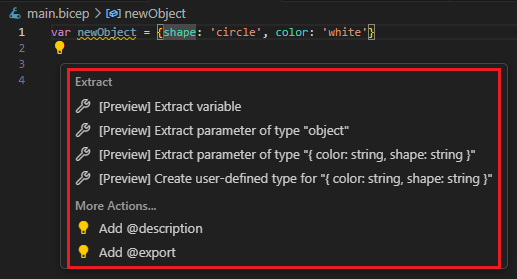 main.bicep > newObject
1 var newObject = {shape: 'circle', color: 'white'}
2
3
4
Extract
[Preview] Extract variable
[Preview] Extract parameter of type "object"
[Preview] Extract parameter of type "{ color: string, shape: string }"
[Preview] Create user-defined type for "{ color: string, shape: string }"
More Actions...
Add @description
Add @export